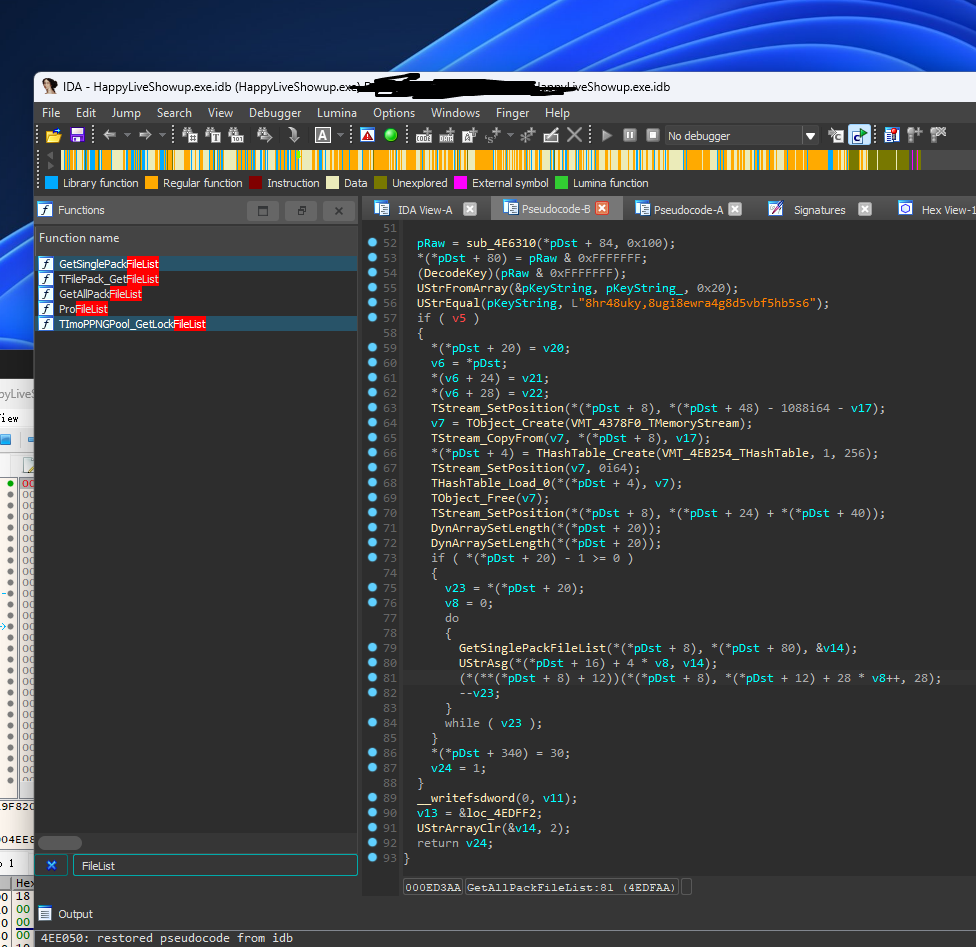 IDA - HappyLiveShowup.exe.idb (HappyLiveShowup.exe) HappyLiveShowup.exe.idb
File Edit Jump Search View Debugger Lumina Options Windows Finger Help
No debugger
Library function Regular function Instruction Data Unexplored External symbol Lumina function
Functions
IDA View-A Pseudocode-B Pseudocode-A Signatures Hex View-1
Function name
GetSinglePackFileList
TFilePack_GetFileList
GetAllPackFileList
ProFileList
TImoPPNGPool_GetLockFileList
51
52 pRaw = sub_4E6310(*pDst + 84, 0x100);
53 *(*pDst + 80) = pRaw & 0xFFFFFFF;
54 (DecodeKey)(pRaw & 0xFFFFFFF);
55 UStrFromArray(&pKeyString, pKeyString_, 0x20);
56 UStrEqual(pKeyString, L"8hr48uky,8ugi8ewra4g8d5vbf5hb5s6");
57 if ( v5 )
58 {
59 *(*pDst + 20) = v20;
60 v6 = *pDst;
61 *(v6 + 24) = v21;
62 *(v6 + 28) = v22;
63 TStream_SetPosition(*(*pDst + 8), *(*pDst + 48) - 1088i64 - v17);
64 v7 = TObject_Create(VMT_4378F0_TMemoryStream);
65 TStream_CopyFrom(v7, *(*pDst + 8), v17);
66 *(*pDst + 4) = THashTable_Create(VMT_4EB254_THashTable, 1, 256);
67 TStream_SetPosition(v7, 0i64);
68 THashTable_Load_0(*(*pDst + 4), v7);
69 TObject_Free(v7);
70 TStream_SetPosition(*(*pDst + 8), *(*pDst + 24) + *(*pDst + 40));
71 DynArraySetLength(*(*pDst + 20));
72 DynArraySetLength(*(*pDst + 20));
73 if ( *(*pDst + 20) - 1 >= 0 )
74 {
75 v23 = *(*pDst + 20);
76 v8 = 0;
77 do
78 {
79 GetSinglePackFileList(*(*pDst + 8), *(*pDst + 80), &v14);
80 UStrAsg(*(*pDst + 16) + 4 * v8, v14);
81 (*(**(*pDst + 8) + 12))(*(*pDst + 8), *(*pDst + 12) + 28 * v8++, 28);
82 --v23;
83 }
84 while ( v23 );
85 }
86 *(*pDst + 340) = 30;
87 v24 = 1;
88 }
89 __writefsdword(0, v11);
90 v13 = &loc_4EDFF2;
91 UStrArrayClr(&v14, 2);
92 return v24;
93 }
FileList
000ED3AA GetAllPackFileList:81 (4EDFAA)
Output
4EE050: restored pseudocode from idb